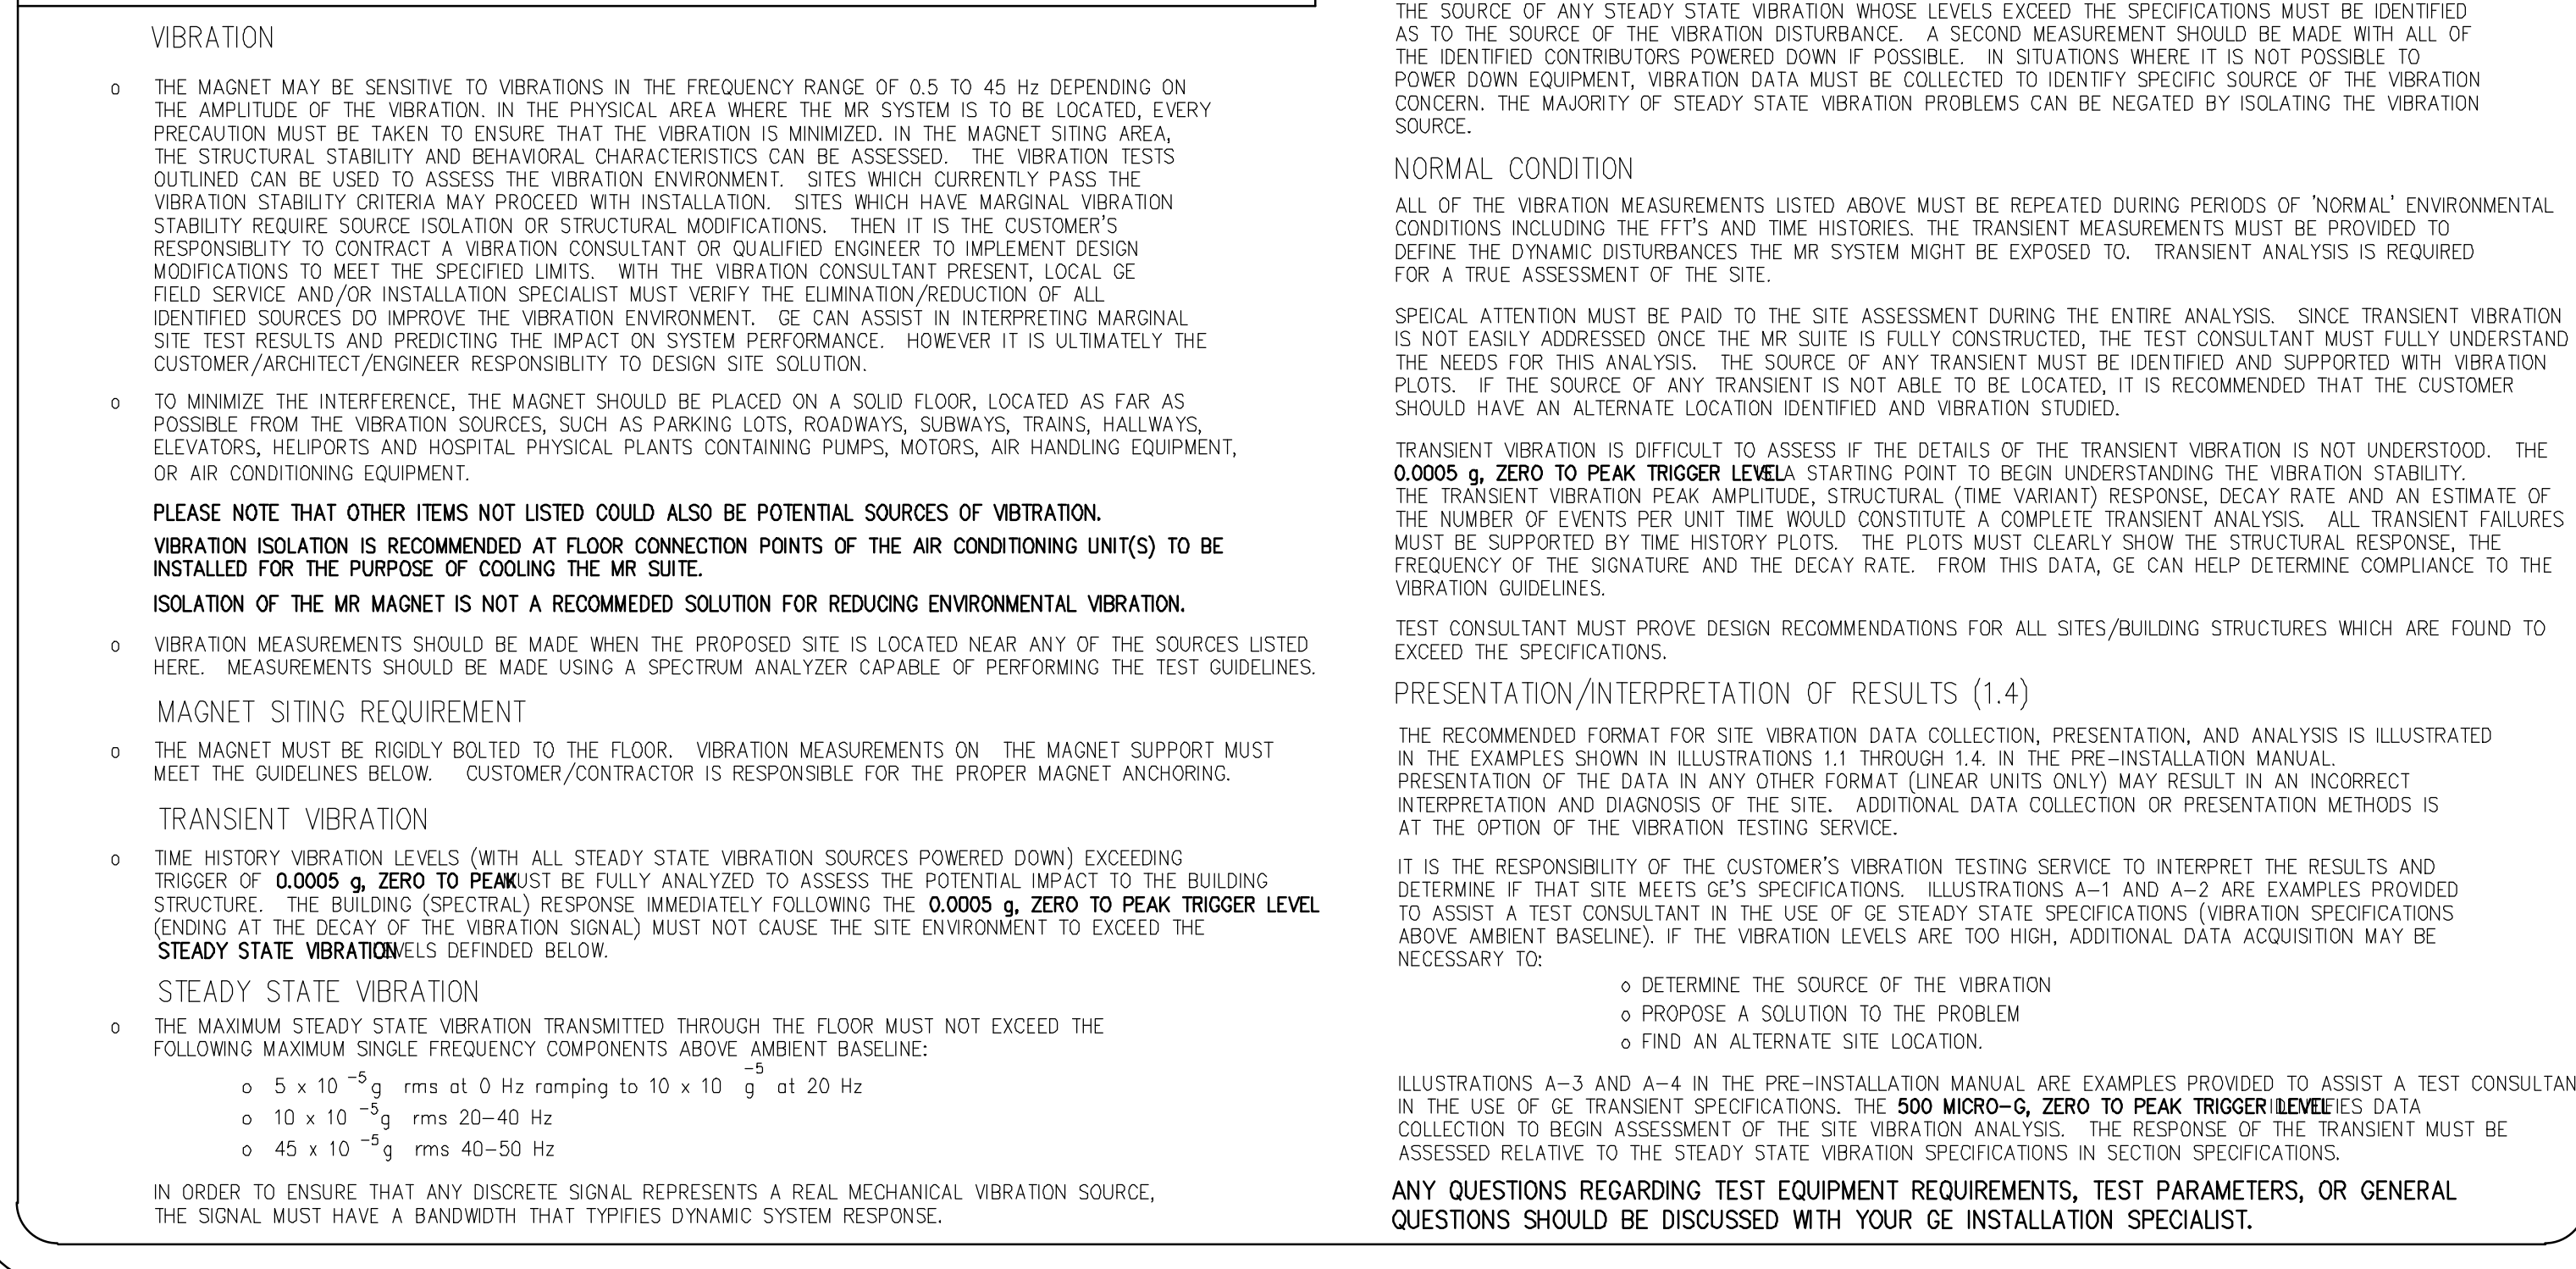 VIBRATION
o THE MAGNET MAY BE SENSITIVE TO VIBRATIONS IN THE FREQUENCY RANGE OF 0.5 TO 45 Hz DEPENDING ON
THE AMPLITUDE OF THE VIBRATION. IN THE PHYSICAL AREA WHERE THE MR SYSTEM IS TO BE LOCATED, EVERY
PRECAUTION MUST BE TAKEN TO ENSURE THAT THE VIBRATION IS MINIMIZED. IN THE MAGNET SITING AREA,
THE STRUCTURAL STABILITY AND BEHAVIORAL CHARACTERISTICS CAN BE ASSESSED. THE VIBRATION TESTS
OUTLINED CAN BE USED TO ASSESS THE VIBRATION ENVIRONMENT. SITES WHICH CURRENTLY PASS THE
VIBRATION STABILITY CRITERIA MAY PROCEED WITH INSTALLATION. SITES WHICH HAVE MARGINAL VIBRATION
STABILITY REQUIRE SOURCE ISOLATION OR STRUCTURAL MODIFICATIONS. THEN IT IS THE CUSTOMER'S
RESPONSIBLITY TO CONTRACT A VIBRATION CONSULTANT OR QUALIFIED ENGINEER TO IMPLEMENT DESIGN
MODIFICATIONS TO MEET THE SPECIFIED LIMITS. WITH THE VIBRATION CONSULTANT PRESENT, LOCAL GE
FIELD SERVICE AND/OR INSTALLATION SPECIALIST MUST VERIFY THE ELIMINATION/REDUCTION OF ALL
IDENTIFIED SOURCES DO IMPROVE THE VIBRATION ENVIRONMENT. GE CAN ASSIST IN INTERPRETING MARGINAL
SITE TEST RESULTS AND PREDICTING THE IMPACT ON SYSTEM PERFORMANCE. HOWEVER IT IS ULTIMATELY THE
CUSTOMER/ARCHITECT/ENGINEER RESPONSIBLITY TO DESIGN SITE SOLUTION.
o TO MINIMIZE THE INTERFERENCE, THE MAGNET SHOULD BE PLACED ON A SOLID FLOOR, LOCATED AS FAR AS
POSSIBLE FROM THE VIBRATION SOURCES, SUCH AS PARKING LOTS, ROADWAYS, SUBWAYS, TRAINS, HALLWAYS,
ELEVATORS, HELIPORTS AND HOSPITAL PHYSICAL PLANTS CONTAINING PUMPS, MOTORS, AIR HANDLING EQUIPMENT,
OR AIR CONDITIONING EQUIPMENT.
PLEASE NOTE THAT OTHER ITEMS NOT LISTED COULD ALSO BE POTENTIAL SOURCES OF VIBTRATION.
VIBRATION ISOLATION IS RECOMMENDED AT FLOOR CONNECTION POINTS OF THE AIR CONDITIONING UNIT(S) TO BE
INSTALLED FOR THE PURPOSE OF COOLING THE MR SUITE.
ISOLATION OF THE MR MAGNET IS NOT A RECOMMEDED SOLUTION FOR REDUCING ENVIRONMENTAL VIBRATION.
o VIBRATION MEASUREMENTS SHOULD BE MADE WHEN THE PROPOSED SITE IS LOCATED NEAR ANY OF THE SOURCES LISTED
HERE. MEASUREMENTS SHOULD BE MADE USING A SPECTRUM ANALYZER CAPABLE OF PERFORMING THE TEST GUIDELINES.
MAGNET SITING REQUIREMENT
o THE MAGNET MUST BE RIGIDLY BOLTED TO THE FLOOR. VIBRATION MEASUREMENTS ON THE MAGNET SUPPORT MUST
MEET THE GUIDELINES BELOW. CUSTOMER/CONTRACTOR IS RESPONSIBLE FOR THE PROPER MAGNET ANCHORING.
TRANSIENT VIBRATION
o TIME HISTORY VIBRATION LEVELS (WITH ALL STEADY STATE VIBRATION SOURCES POWERED DOWN) EXCEEDING
TRIGGER OF 0.0005 g, ZERO TO PEAK UST BE FULLY ANALYZED TO ASSESS THE POTENTIAL IMPACT TO THE BUILDING
STRUCTURE. THE BUILDING (SPECTRAL) RESPONSE IMMEDIATELY FOLLOWING THE 0.0005 g, ZERO TO PEAK TRIGGER LEVEL
(ENDING AT THE DECAY OF THE VIBRATION SIGNAL) MUST NOT CAUSE THE SITE ENVIRONMENT TO EXCEED THE
STEADY STATE VIBRATION VELS DEFINDED BELOW.
STEADY STATE VIBRATION
o THE MAXIMUM STEADY STATE VIBRATION TRANSMITTED THROUGH THE FLOOR MUST NOT EXCEED THE
FOLLOWING MAXIMUM SINGLE FREQUENCY COMPONENTS ABOVE AMBIENT BASELINE:
o 5 x 10 ⁻⁵g rms at 0 Hz ramping to 10 x 10 ⁻⁵g at 20 Hz
o 10 x 10 ⁻⁵g rms 20-40 Hz
o 45 x 10 ⁻⁵g rms 40-50 Hz
IN ORDER TO ENSURE THAT ANY DISCRETE SIGNAL REPRESENTS A REAL MECHANICAL VIBRATION SOURCE,
THE SIGNAL MUST HAVE A BANDWIDTH THAT TYPIFIES DYNAMIC SYSTEM RESPONSE.
THE SOURCE OF ANY STEADY STATE VIBRATION WHOSE LEVELS EXCEED THE SPECIFICATIONS MUST BE IDENTIFIED
AS TO THE SOURCE OF THE VIBRATION DISTURBANCE. A SECOND MEASUREMENT SHOULD BE MADE WITH ALL OF
THE IDENTIFIED CONTRIBUTORS POWERED DOWN IF POSSIBLE. IN SITUATIONS WHERE IT IS NOT POSSIBLE TO
POWER DOWN EQUIPMENT, VIBRATION DATA MUST BE COLLECTED TO IDENTIFY SPECIFIC SOURCE OF THE VIBRATION
CONCERN. THE MAJORITY OF STEADY STATE VIBRATION PROBLEMS CAN BE NEGATED BY ISOLATING THE VIBRATION
SOURCE.
NORMAL CONDITION
ALL OF THE VIBRATION MEASUREMENTS LISTED ABOVE MUST BE REPEATED DURING PERIODS OF 'NORMAL' ENVIRONMENTAL
CONDITIONS INCLUDING THE FFT'S AND TIME HISTORIES. THE TRANSIENT MEASUREMENTS MUST BE PROVIDED TO
DEFINE THE DYNAMIC DISTURBANCES THE MR SYSTEM MIGHT BE EXPOSED TO. TRANSIENT ANALYSIS IS REQUIRED
FOR A TRUE ASSESSMENT OF THE SITE.
SPEICAL ATTENTION MUST BE PAID TO THE SITE ASSESSMENT DURING THE ENTIRE ANALYSIS. SINCE TRANSIENT VIBRATION
IS NOT EASILY ADDRESSED ONCE THE MR SUITE IS FULLY CONSTRUCTED, THE TEST CONSULTANT MUST FULLY UNDERSTAND
THE NEEDS FOR THIS ANALYSIS. THE SOURCE OF ANY TRANSIENT MUST BE IDENTIFIED AND SUPPORTED WITH VIBRATION
PLOTS. IF THE SOURCE OF ANY TRANSIENT IS NOT ABLE TO BE LOCATED, IT IS RECOMMENDED THAT THE CUSTOMER
SHOULD HAVE AN ALTERNATE LOCATION IDENTIFIED AND VIBRATION STUDIED.
TRANSIENT VIBRATION IS DIFFICULT TO ASSESS IF THE DETAILS OF THE TRANSIENT VIBRATION IS NOT UNDERSTOOD. THE
0.0005 g, ZERO TO PEAK TRIGGER LEVEL A STARTING POINT TO BEGIN UNDERSTANDING THE VIBRATION STABILITY.
THE TRANSIENT VIBRATION PEAK AMPLITUDE, STRUCTURAL (TIME VARIANT) RESPONSE, DECAY RATE AND AN ESTIMATE OF
THE NUMBER OF EVENTS PER UNIT TIME WOULD CONSTITUTE A COMPLETE TRANSIENT ANALYSIS. ALL TRANSIENT FAILURES
MUST BE SUPPORTED BY TIME HISTORY PLOTS. THE PLOTS MUST CLEARLY SHOW THE STRUCTURAL RESPONSE, THE
FREQUENCY OF THE SIGNATURE AND THE DECAY RATE. FROM THIS DATA, GE CAN HELP DETERMINE COMPLIANCE TO THE
VIBRATION GUIDELINES.
TEST CONSULTANT MUST PROVE DESIGN RECOMMENDATIONS FOR ALL SITES/BUILDING STRUCTURES WHICH ARE FOUND TO
EXCEED THE SPECIFICATIONS.
PRESENTATION/INTERPRETATION OF RESULTS (1.4)
THE RECOMMENDED FORMAT FOR SITE VIBRATION DATA COLLECTION, PRESENTATION, AND ANALYSIS IS ILLUSTRATED
IN THE EXAMPLES SHOWN IN ILLUSTRATIONS 1.1 THROUGH 1.4. IN THE PRE-INSTALLATION MANUAL.
PRESENTATION OF THE DATA IN ANY OTHER FORMAT (LINEAR UNITS ONLY) MAY RESULT IN AN INCORRECT
INTERPRETATION AND DIAGNOSIS OF THE SITE. ADDITIONAL DATA COLLECTION OR PRESENTATION METHODS IS
AT THE OPTION OF THE VIBRATION TESTING SERVICE.
IT IS THE RESPONSIBILITY OF THE CUSTOMER'S VIBRATION TESTING SERVICE TO INTERPRET THE RESULTS AND
DETERMINE IF THAT SITE MEETS GE'S SPECIFICATIONS. ILLUSTRATIONS A-1 AND A-2 ARE EXAMPLES PROVIDED
TO ASSIST A TEST CONSULTANT IN THE USE OF GE STEADY STATE SPECIFICATIONS (VIBRATION SPECIFICATIONS
ABOVE AMBIENT BASELINE). IF THE VIBRATION LEVELS ARE TOO HIGH, ADDITIONAL DATA ACQUISITION MAY BE
NECESSARY TO:
o DETERMINE THE SOURCE OF THE VIBRATION
o PROPOSE A SOLUTION TO THE PROBLEM
o FIND AN ALTERNATE SITE LOCATION.
ILLUSTRATIONS A-3 AND A-4 IN THE PRE-INSTALLATION MANUAL ARE EXAMPLES PROVIDED TO ASSIST A TEST CONSULTAN
IN THE USE OF GE TRANSIENT SPECIFICATIONS. THE 500 MICRO-G, ZERO TO PEAK TRIGGER LEVEL DATA
COLLECTION TO BEGIN ASSESSMENT OF THE SITE VIBRATION ANALYSIS. THE RESPONSE OF THE TRANSIENT MUST BE
ASSESSED RELATIVE TO THE STEADY STATE VIBRATION SPECIFICATIONS IN SECTION SPECIFICATIONS.
ANY QUESTIONS REGARDING TEST EQUIPMENT REQUIREMENTS, TEST PARAMETERS, OR GENERAL
QUESTIONS SHOULD BE DISCUSSED WITH YOUR GE INSTALLATION SPECIALIST.